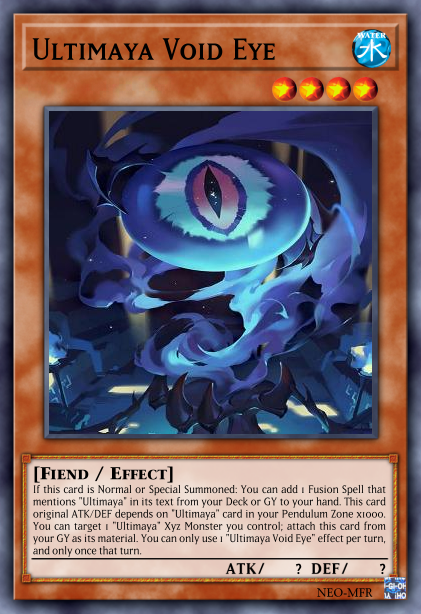 ULTIMAYA VOID EYE
WATER
水
[FIEND / EFFECT]
If this card is Normal or Special Summoned: You can add 1 Fusion Spell that
mentions "Ultimaya" in its text from your Deck or GY to your hand. This card
original ATK/DEF depends on "Ultimaya" card in your Pendulum Zone x1000.
You can target 1 "Ultimaya" Xyz Monster you control; attach this card from
your GY as its material. You can only use 1 "Ultimaya Void Eye" effect per turn,
and only once that turn.
ATK/ ? DEF/ ?
NEO-MFR